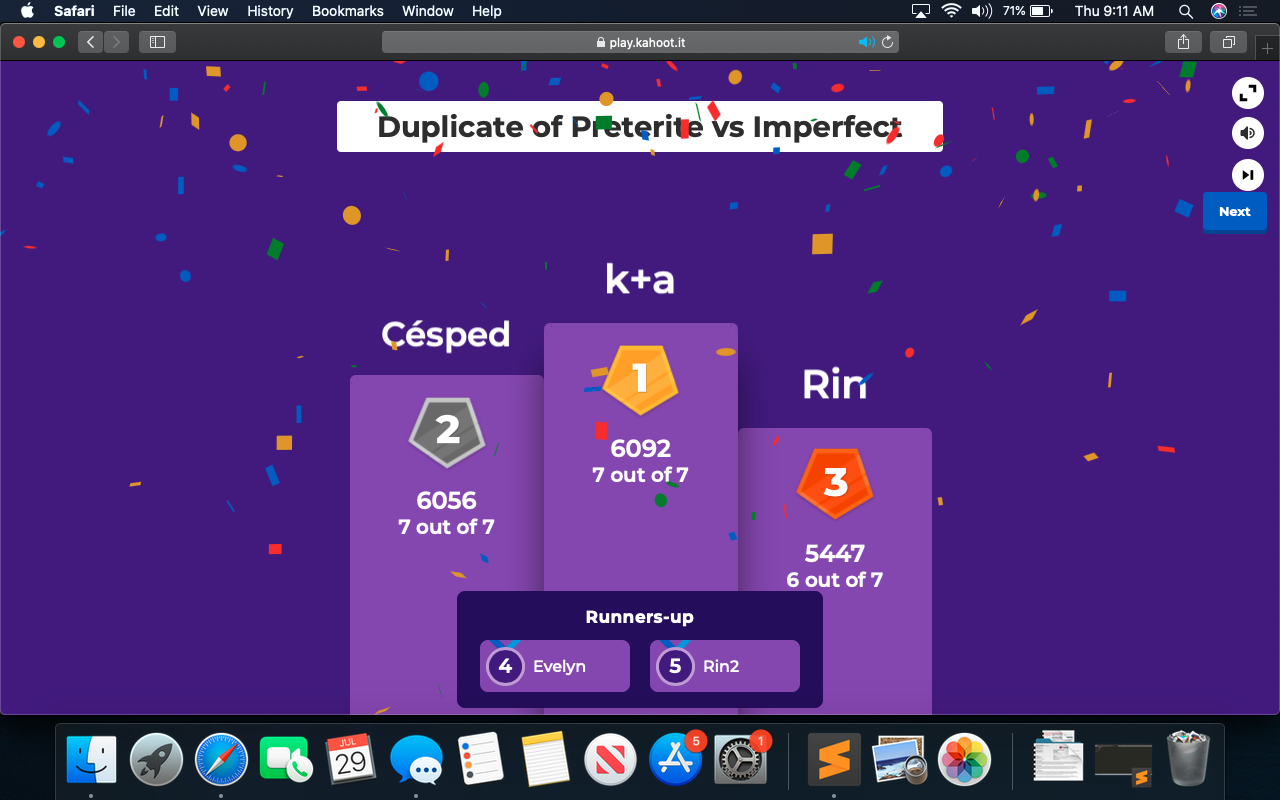 Safari File Edit View History Bookmarks Window Help 71% Thu 9:11 AM
play.kahoot.it
Duplicate of Preterite vs Imperfect
Next
k+a
Césped
Rin
1
6092
7 out of 7
2
6056
7 out of 7
3
5447
6 out of 7
Runners-up
4 Evelyn
5 Rin2
JUL
29
5
1